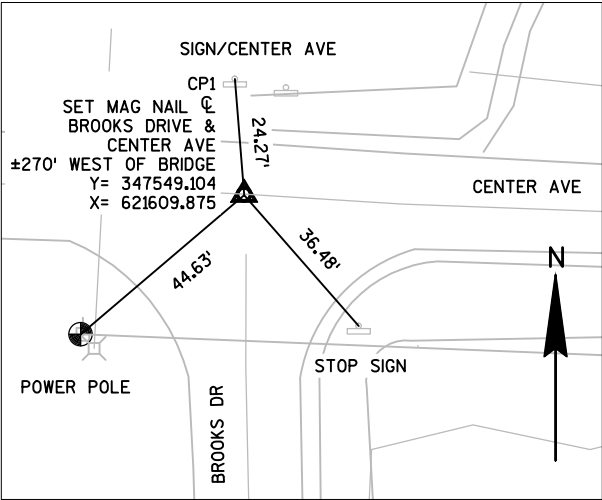 SIGN/CENTER AVE
CP1
SET MAG NAIL ℄
BROOKS DRIVE &
CENTER AVE
±270' WEST OF BRIDGE
Y= 347549.104
X= 621609.875
24.27'
CENTER AVE
44.63'
36.48'
N
STOP SIGN
POWER POLE
BROOKS DR